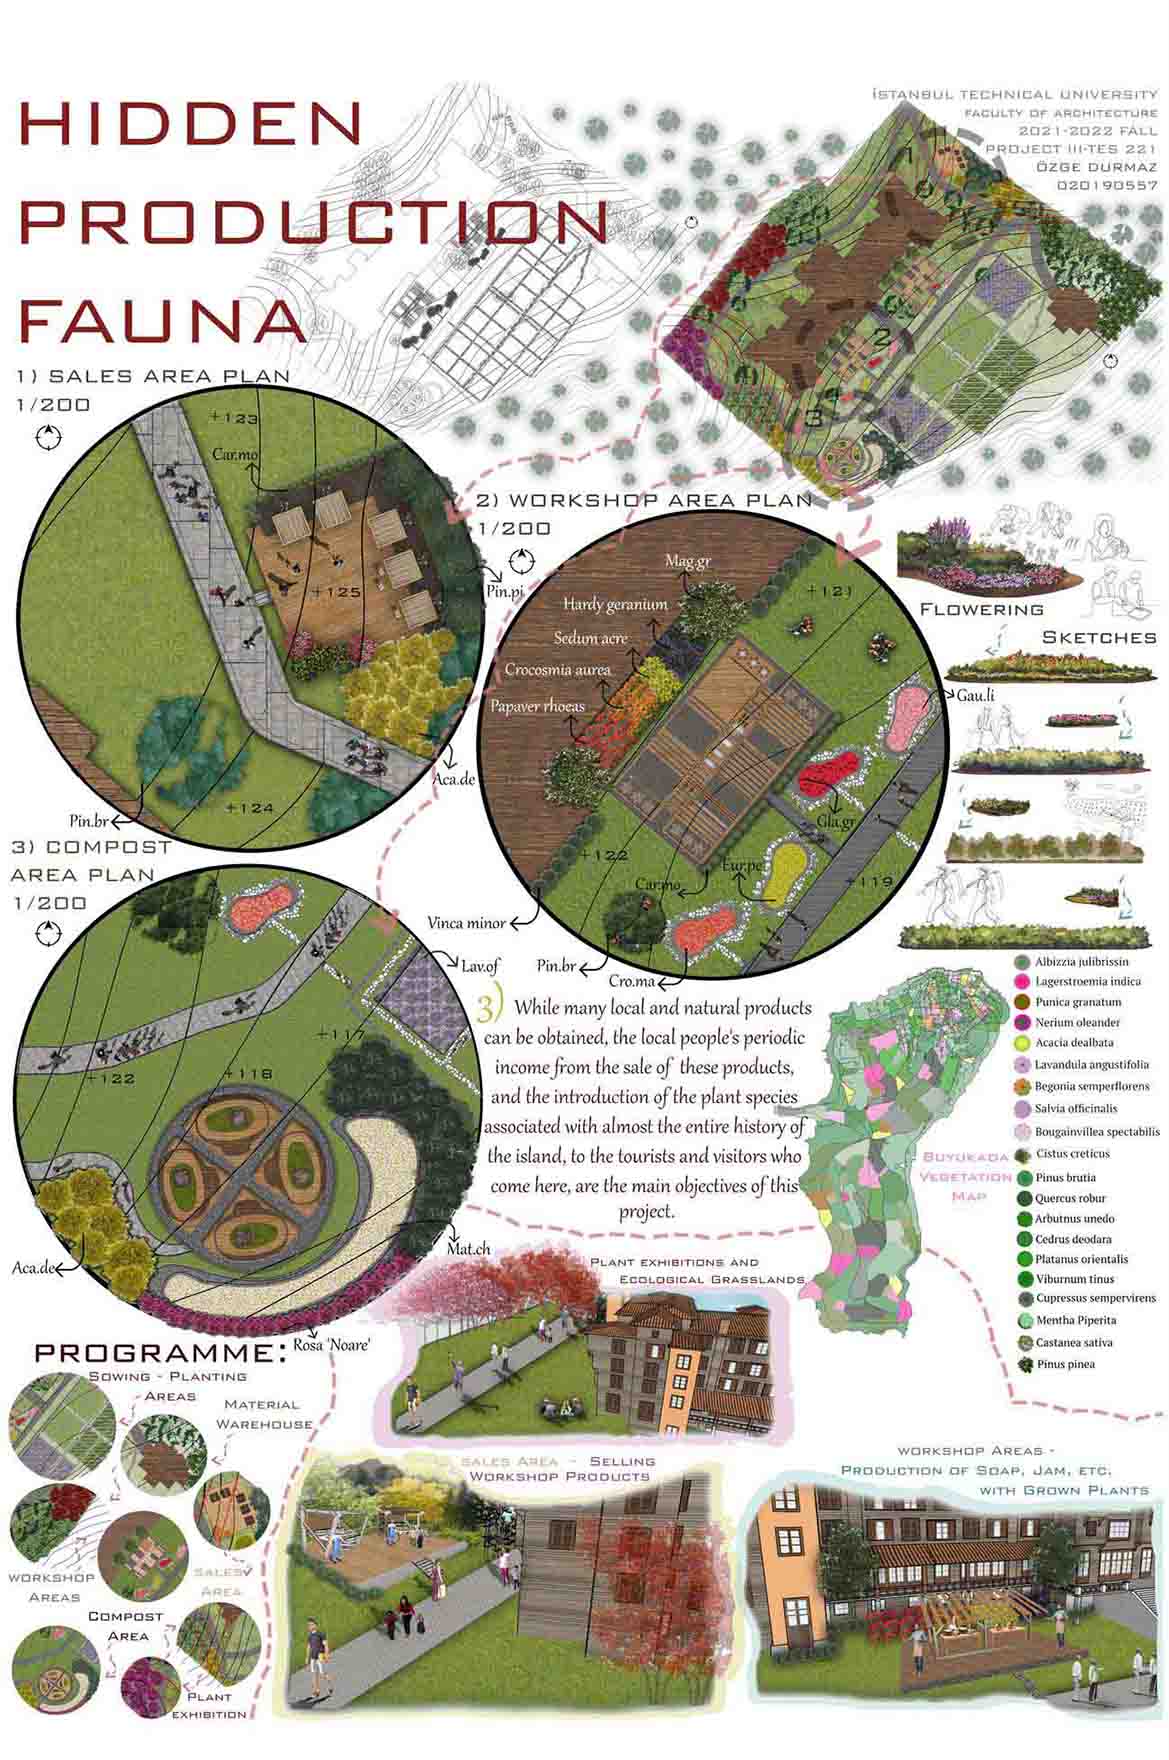 HIDDEN
PRODUCTION
FAUNA
İSTANBUL TECHNICAL UNIVERSITY
FACULTY OF ARCHITECTURE
2021-2022 FALL
PROJECT III-TES 221
ÖZGE DURMAZ
020190557
1
2
3
1) SALES AREA PLAN
1/200
+123
Car.mo
+125
Pin.pi
Aca.de
+124
Pin.br
2) WORKSHOP AREA PLAN
1/200
Mag.gr
+121
Hardy geranium
Sedum acre
Crocosmia aurea
Papaver rhoeas
Gau.li
Gla.gr
+122
Eur.pe
Car.mo
+119
Vinca minor
Pin.br
Cro.ma
FLOWERING
SKETCHES
3) COMPOST
AREA PLAN
1/200
Lav.of
+117
+118
+122
Aca.de
Mat.ch
Rosa 'Noare'
3) While many local and natural products
can be obtained, the local people's periodic
income from the sale of these products,
and the introduction of the plant species
associated with almost the entire history of
the island, to the tourists and visitors who
come here, are the main objectives of this
project.
BUYUKADA
VEGETATION
MAP
Albizzia julibrissin
Lagerstroemia indica
Punica granatum
Nerium oleander
Acacia dealbata
Lavandula angustifolia
Begonia semperflorens
Salvia officinalis
Bougainvillea spectabilis
Cistus creticus
Pinus brutia
Quercus robur
Arbutnus unedo
Cedrus deodara
Platanus orientalis
Viburnum tinus
Cupressus sempervirens
Mentha Piperita
Castanea sativa
Pinus pinea
PLANT EXHIBITIONS AND
ECOLOGICAL GRASSLANDS
PROGRAMME:
SOWING - PLANTING
AREAS
MATERIAL
WAREHOUSE
WORKSHOP
AREAS
SALES
AREA
COMPOST
AREA
PLANT
EXHIBITION
SALES AREA - SELLING
WORKSHOP PRODUCTS
WORKSHOP AREAS -
PRODUCTION OF SOAP, JAM, ETC.
WITH GROWN PLANTS